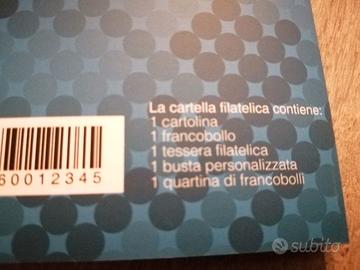 La cartella filatelica contiene:
1 cartolina
1 francobollo
1 tessera filatelica
1 busta personalizzata
1 quartina di francobolli
60012345
subito